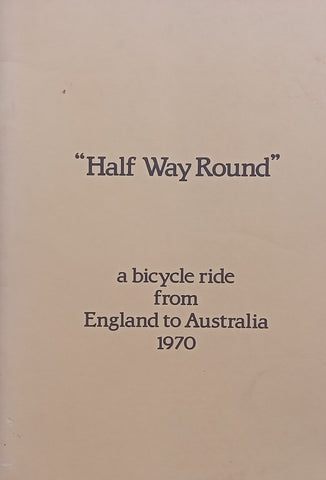 “Half Way Round”
a bicycle ride
from
England to Australia
1970